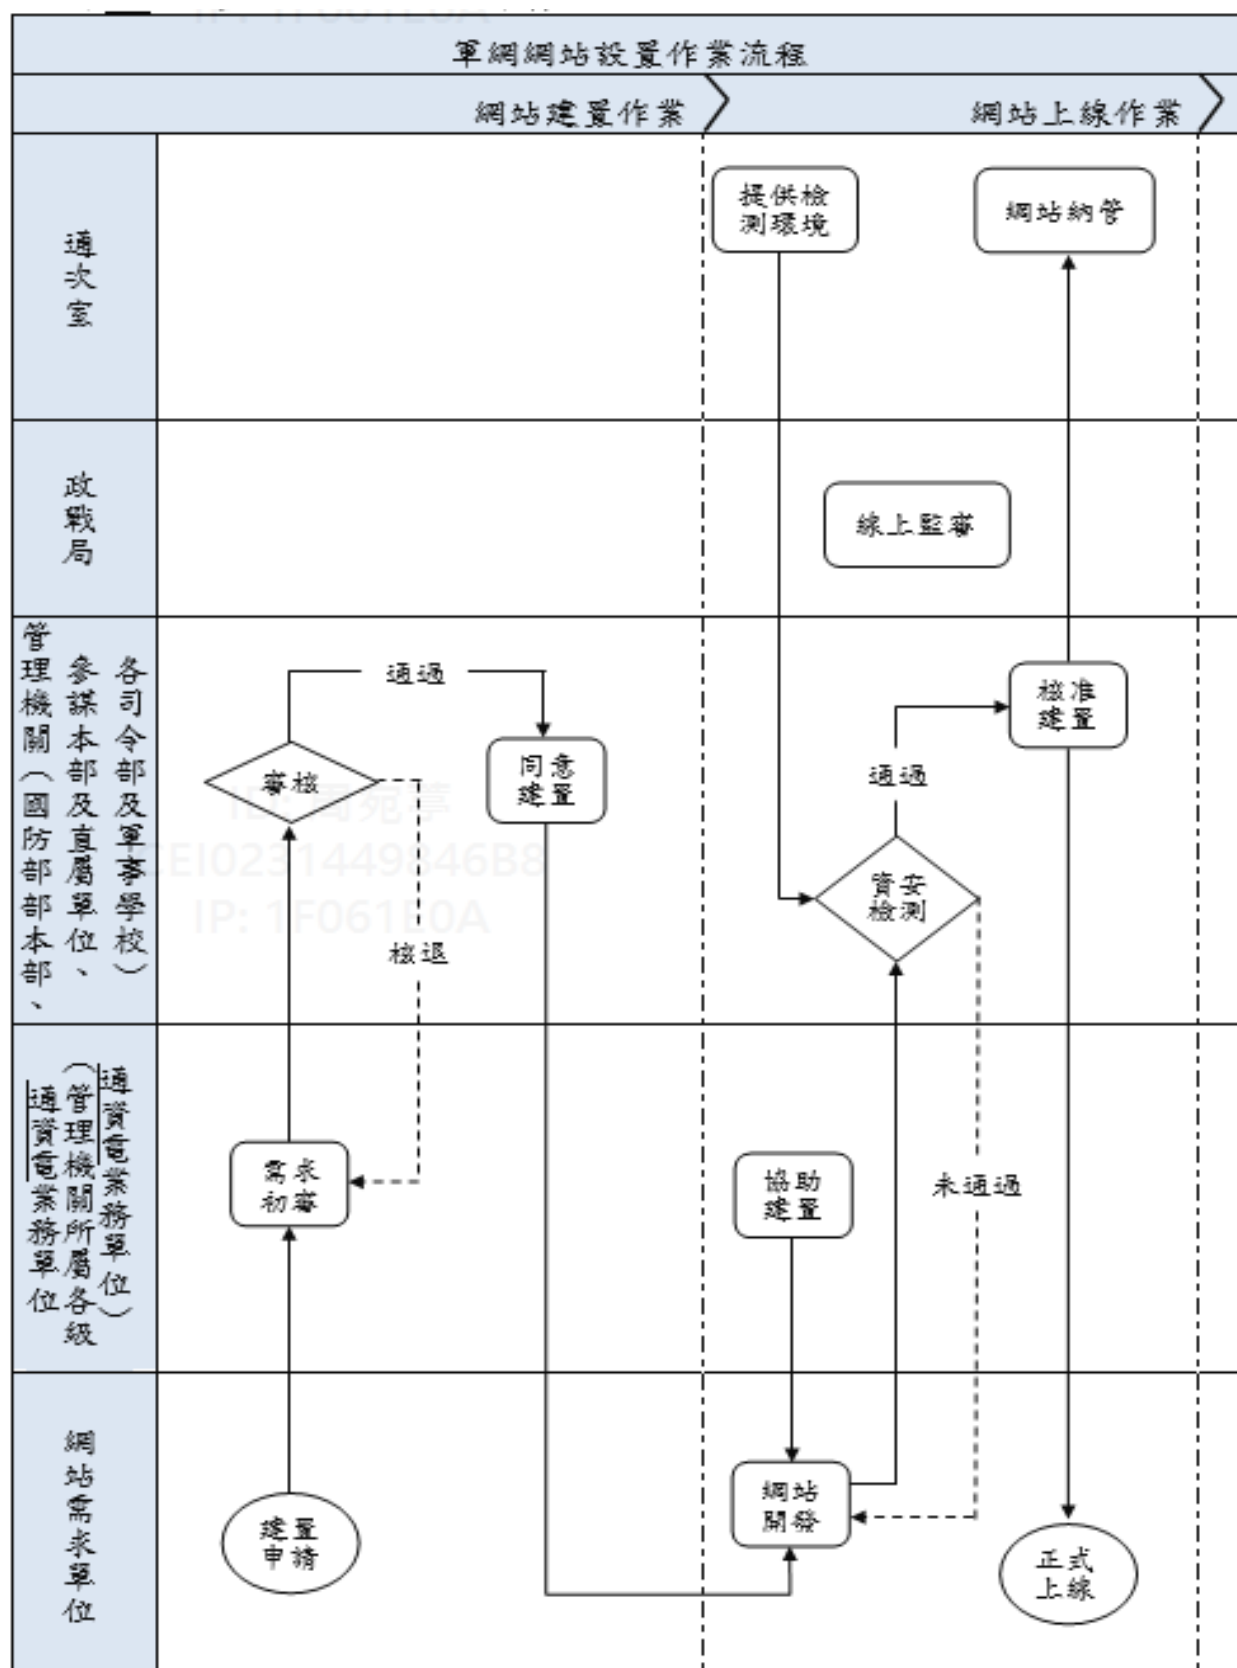 軍網網站設置作業流程
網站建置作業
網站上線作業
通次室
提供檢
測環境
網站納管
政戰局
線上監審
管理機關（國防部部本部、
參謀本部及直屬單位、
各司令部及軍事學校）
審核
通過
核退
同意
建置
核准
建置
通過
資安
檢測
通資電業務單位
（管理機關所屬各級
通資電業務單位）
需求
初審
協助
建置
未通過
網站需求單位
建置
申請
網站
開發
正式
上線
CEI0231449846B8
IP: 1F061E0A